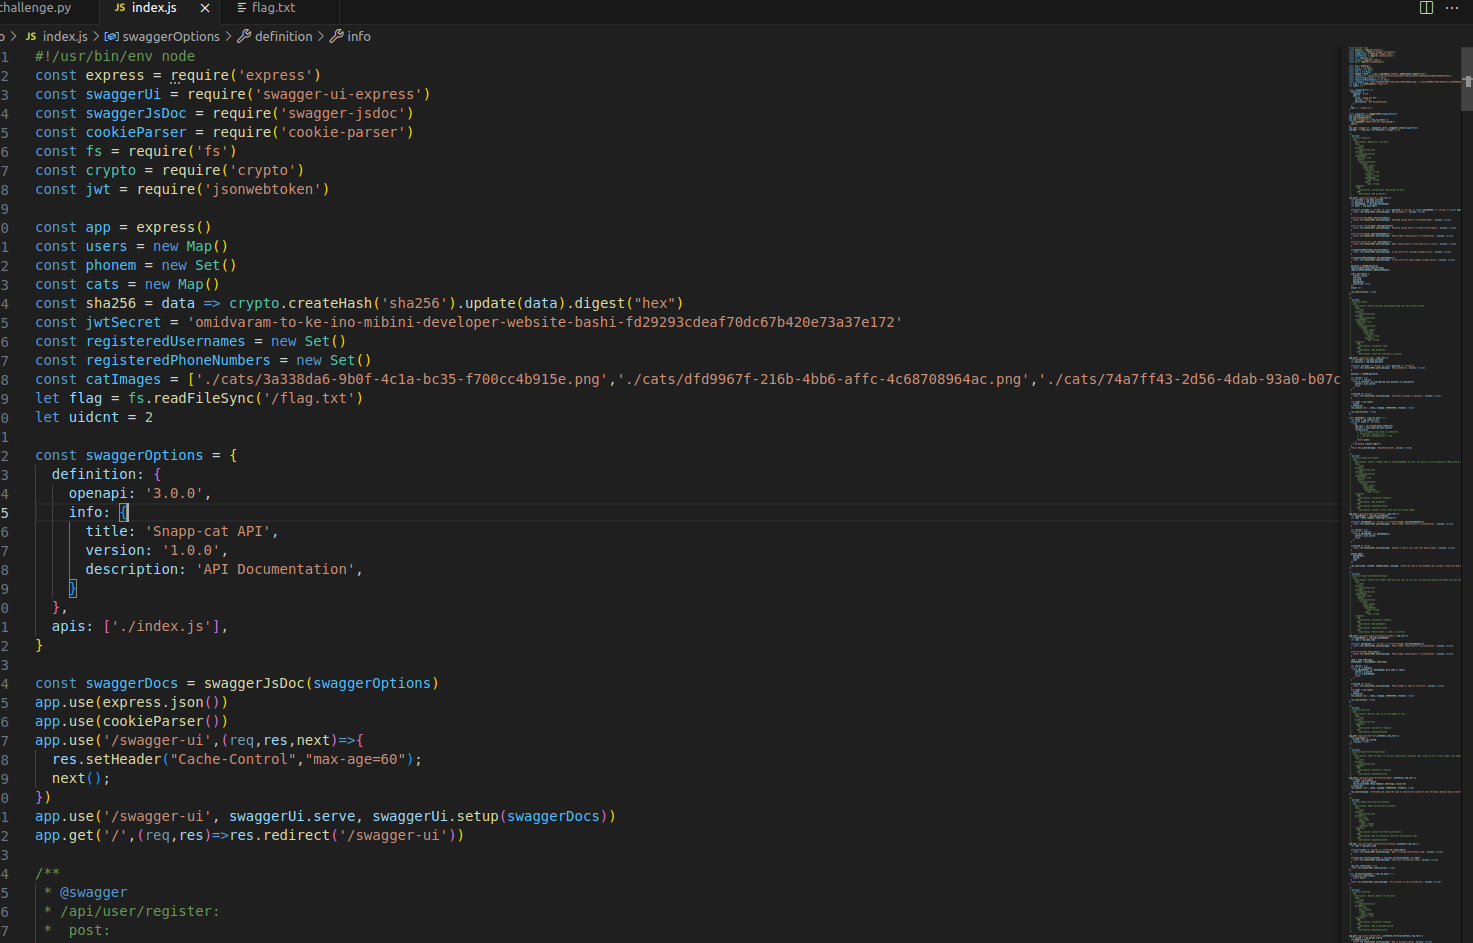 challenge.py JS index.js × flag.txt
o > JS index.js > swaggerOptions > definition > info
1 #!/usr/bin/env node
2 const express = require('express')
3 const swaggerUi = require('swagger-ui-express')
4 const swaggerJsDoc = require('swagger-jsdoc')
5 const cookieParser = require('cookie-parser')
6 const fs = require('fs')
7 const crypto = require('crypto')
8 const jwt = require('jsonwebtoken')
9
0 const app = express()
1 const users = new Map()
2 const phonem = new Set()
3 const cats = new Map()
4 const sha256 = data => crypto.createHash('sha256').update(data).digest("hex")
5 const jwtSecret = 'omidvaram-to-ke-ino-mibini-developer-website-bashi-fd29293cdeaf70dc67b420e73a37e172'
6 const registeredUsernames = new Set()
7 const registeredPhoneNumbers = new Set()
8 const catImages = ['./cats/3a338da6-9b0f-4c1a-bc35-f700cc4b915e.png','./cats/dfd9967f-216b-4bb6-affc-4c68708964ac.png','./cats/74a7ff43-2d56-4dab-93a0-b07c
9 let flag = fs.readFileSync('/flag.txt')
0 let uidcnt = 2
1
2 const swaggerOptions = {
3 definition: {
4 openapi: '3.0.0',
5 info: {
6 title: 'Snapp-cat API',
7 version: '1.0.0',
8 description: 'API Documentation',
9 }
0 },
1 apis: ['./index.js'],
2 }
3
4 const swaggerDocs = swaggerJsDoc(swaggerOptions)
5 app.use(express.json())
6 app.use(cookieParser())
7 app.use('/swagger-ui',(req,res,next)=>{
8 res.setHeader("Cache-Control","max-age=60");
9 next();
0 })
1 app.use('/swagger-ui', swaggerUi.serve, swaggerUi.setup(swaggerDocs))
2 app.get('/',(req,res)=>res.redirect('/swagger-ui'))
3
4 /**
5 * @swagger
6 * /api/user/register:
7 * post: